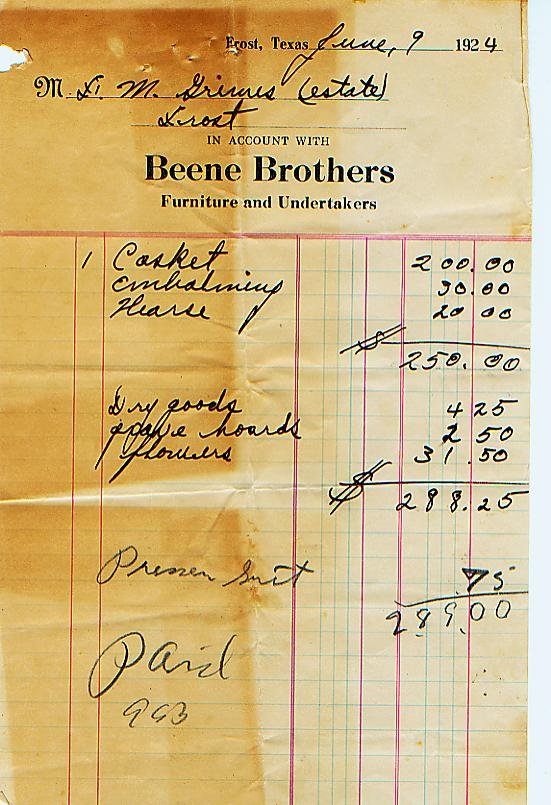 Frost, Texas June, 9 1924
M. L. M. Grimes (estate)
Frost
IN ACCOUNT WITH
Beene Brothers
Furniture and Undertakers
1 Casket 200.00
Embalming 30.00
Hearse 20 00
$ 250.00
Dry goods 4 25
grave boards 2 50
flowers 31.50
$ 288.25
Pressen Suit .75
289.00
Paid
993